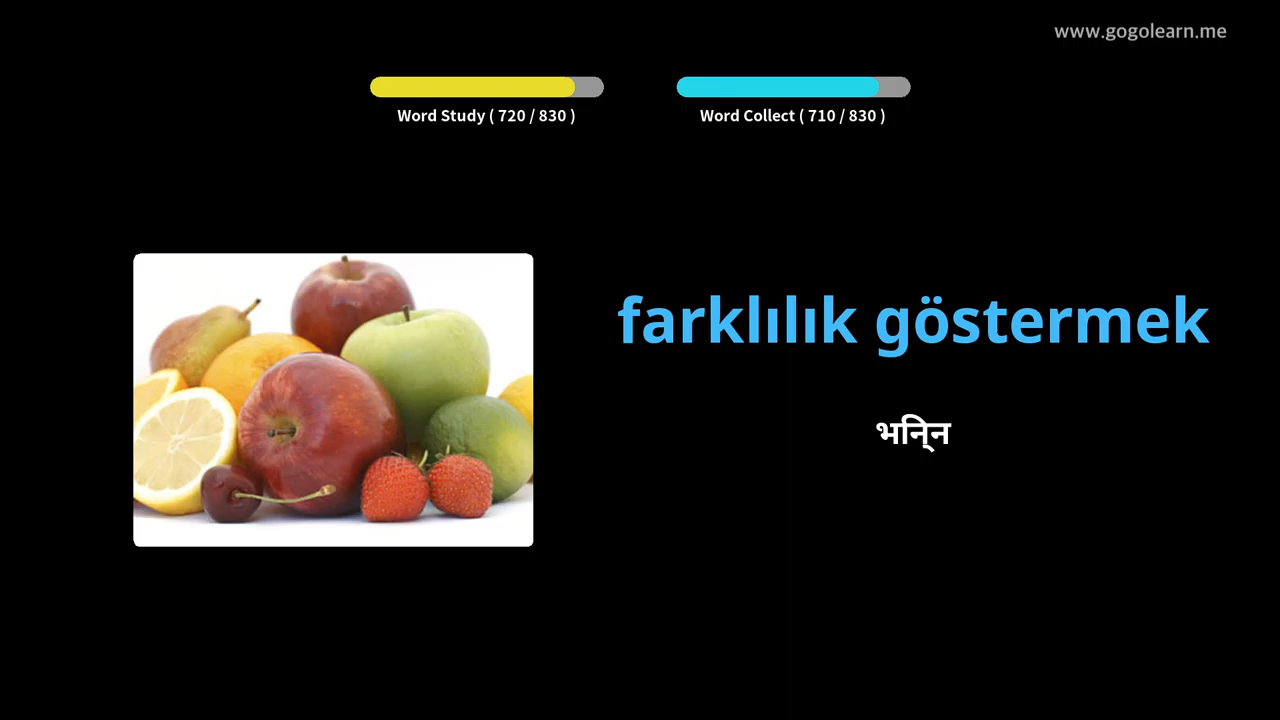 www.gogolearn.me
Word Study ( 720 / 830 )
Word Collect ( 710 / 830 )
farklılık göstermek
भिन्न